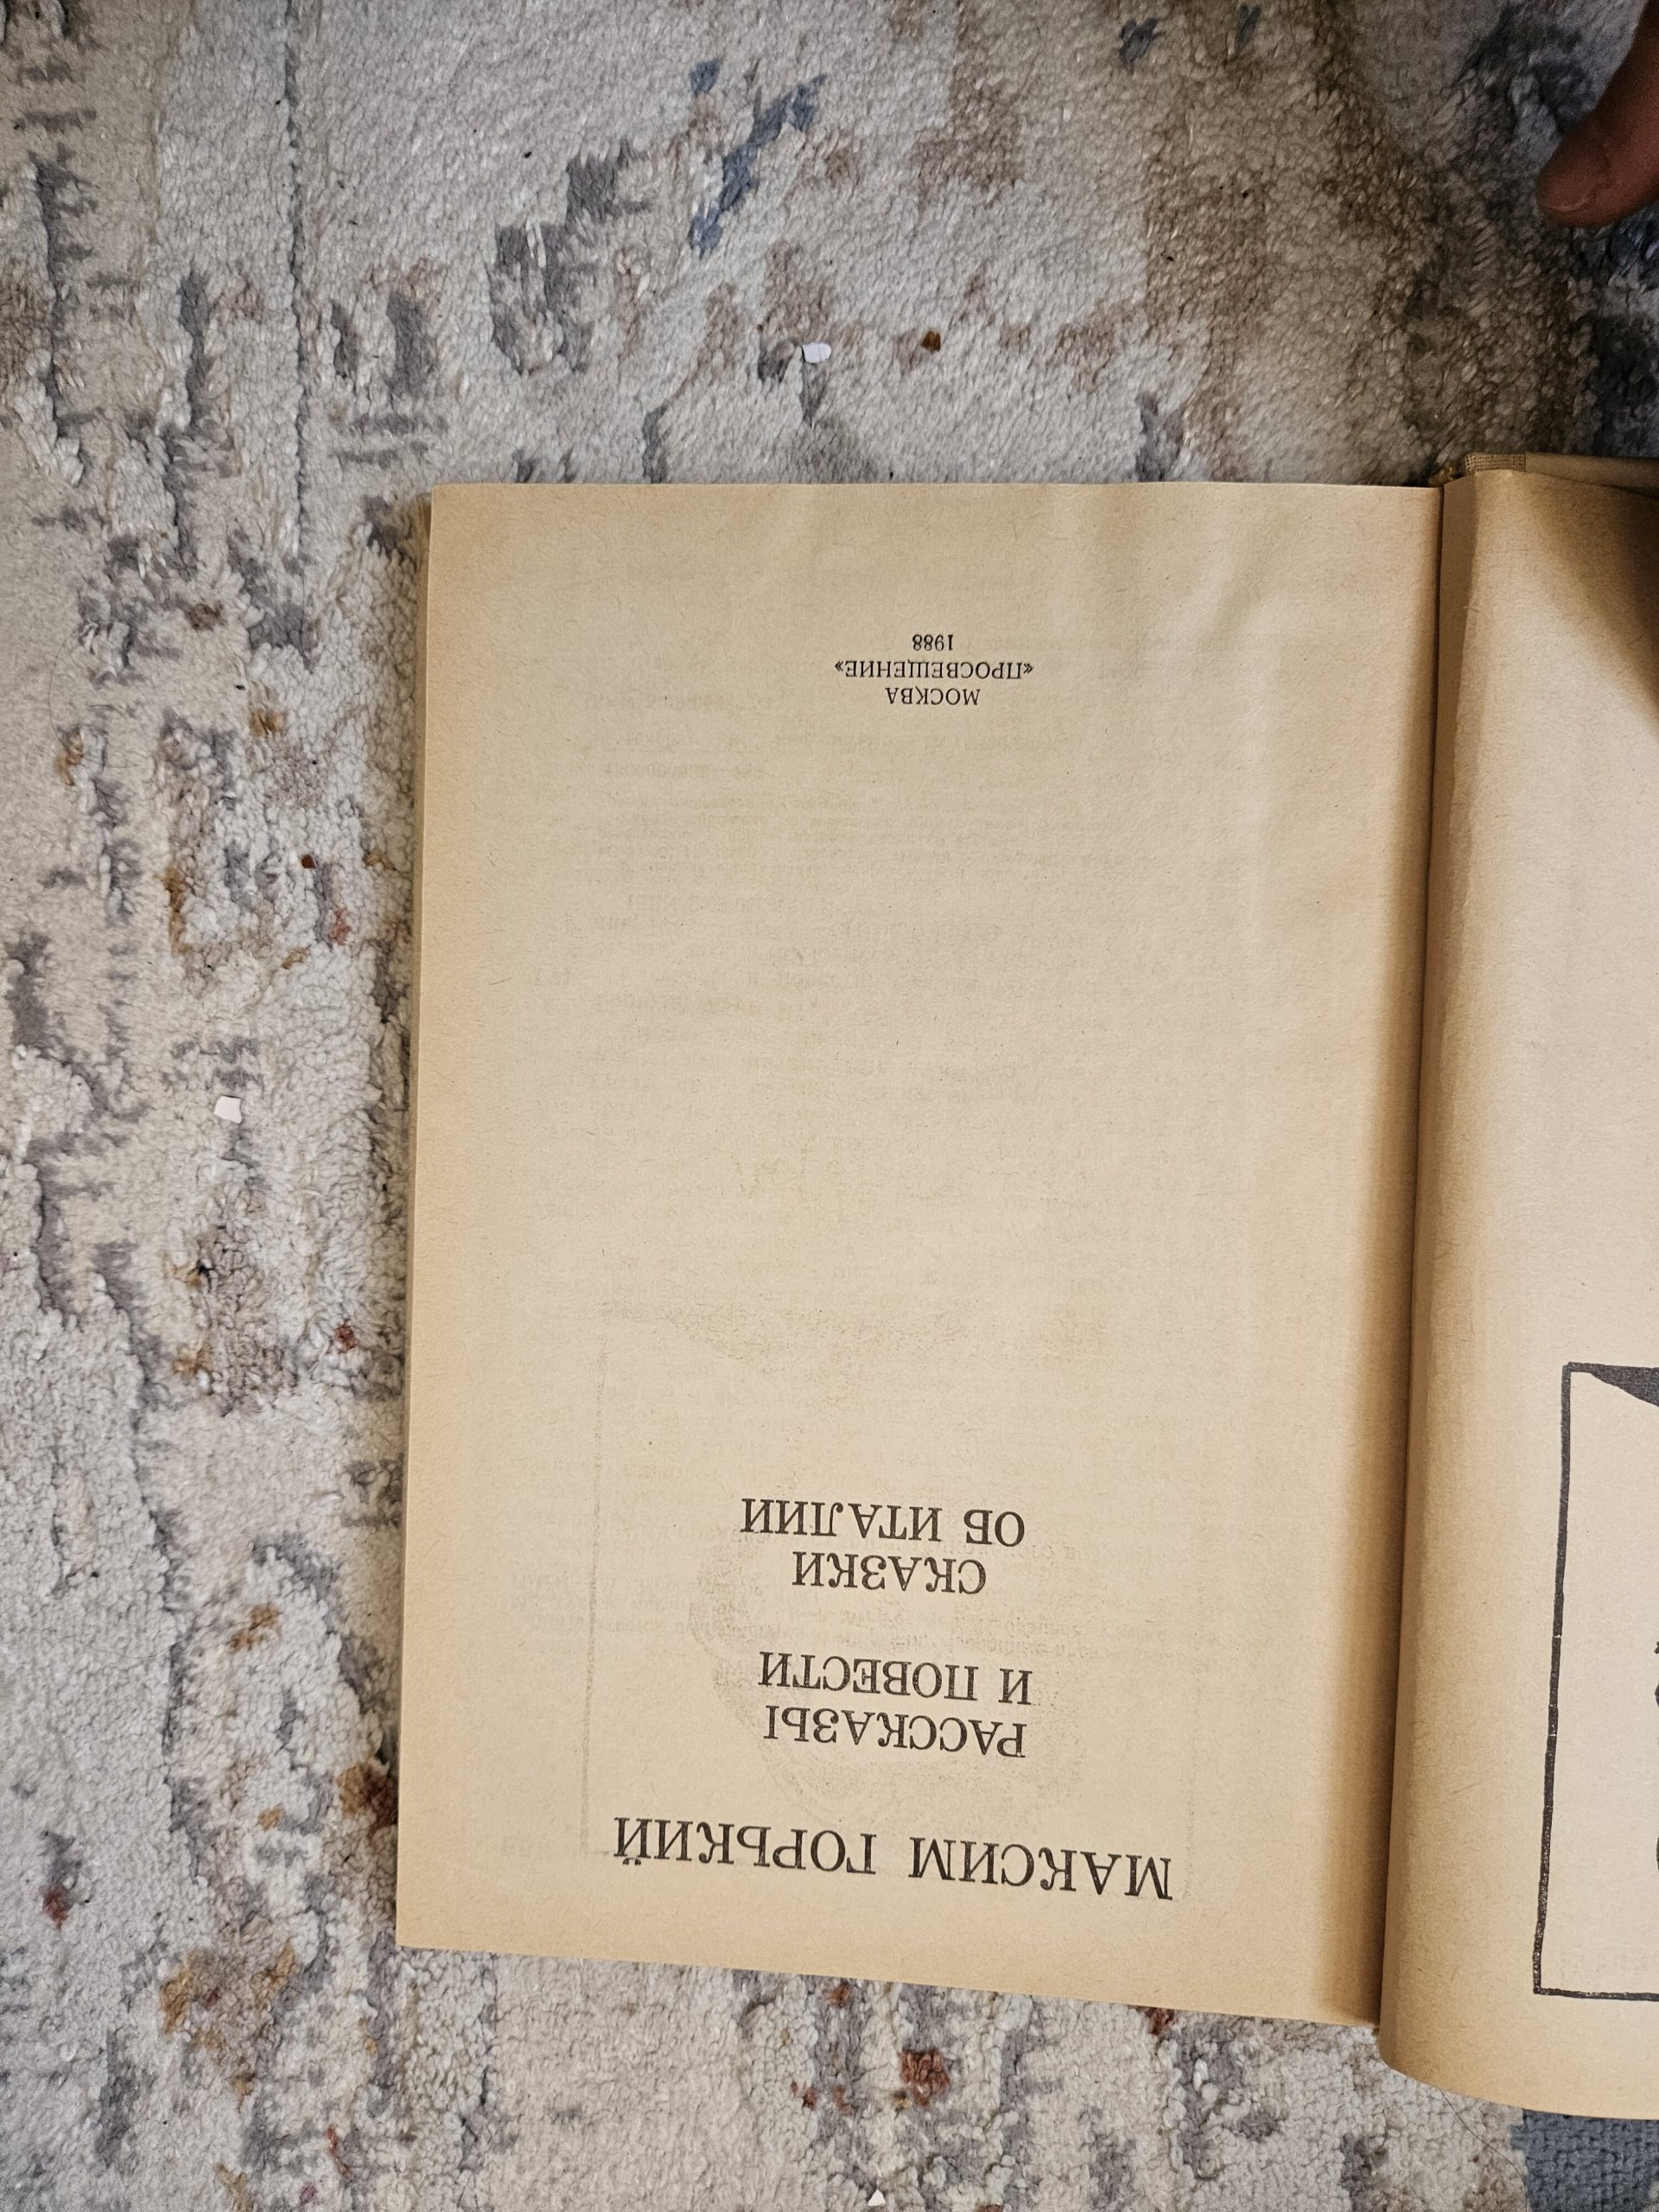 МАКСИМ ГОРЬКИЙ
РАССКАЗЫ
И ПОВЕСТИ
СКАЗКИ
ОБ ИТАЛИИ
МОСКВА
«ПРОСВЕЩЕНИЕ»
1988